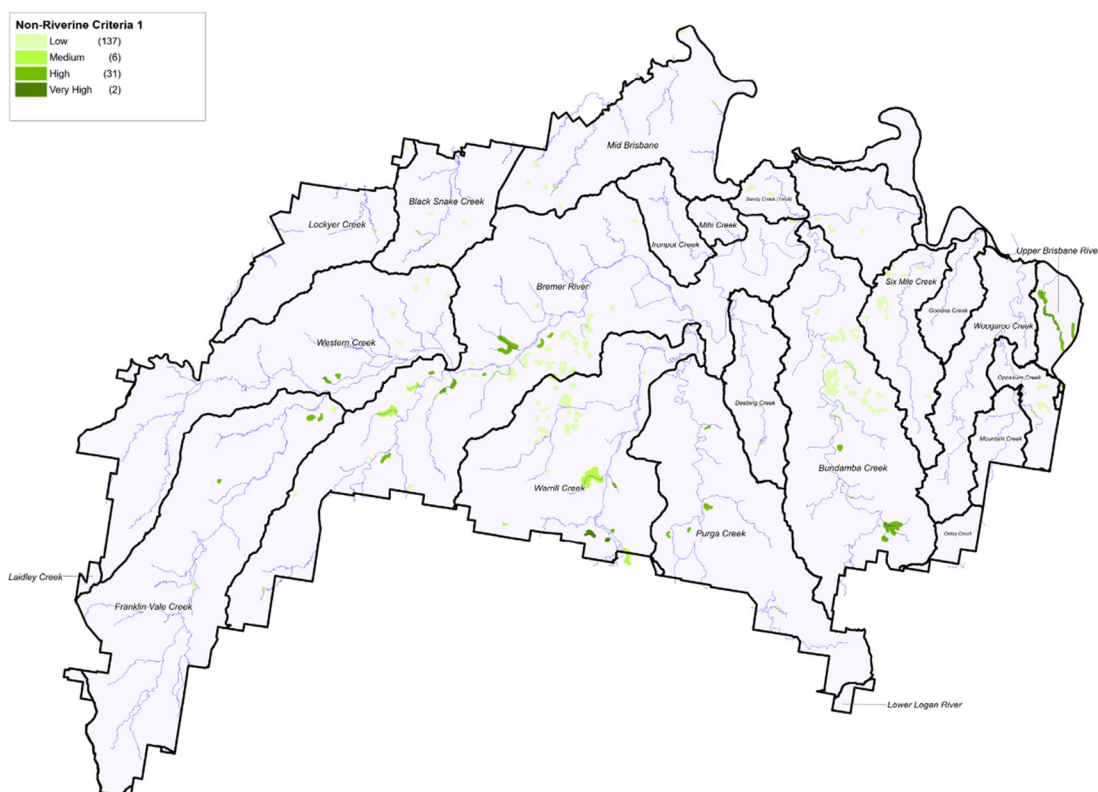 Non-Riverine Criteria 1
Low (137)
Medium (6)
High (31)
Very High (2)
Mid Brisbane
Black Snake Creek
Sandy Creek (Tivoli)
Lockyer Creek
Mihi Creek
Ironpot Creek
Upper Brisbane Rive
Bremer River
Six Mile Creek
Goodna Creek
Woogaroo Creek
Western Creek
Opossum Creek
Deebing Creek
Mountain Creek
Bundamba Creek
Warrill Creek
Purga Creek
Oxley Creek
Laidley Creek
Franklin Vale Creek
Lower Logan River